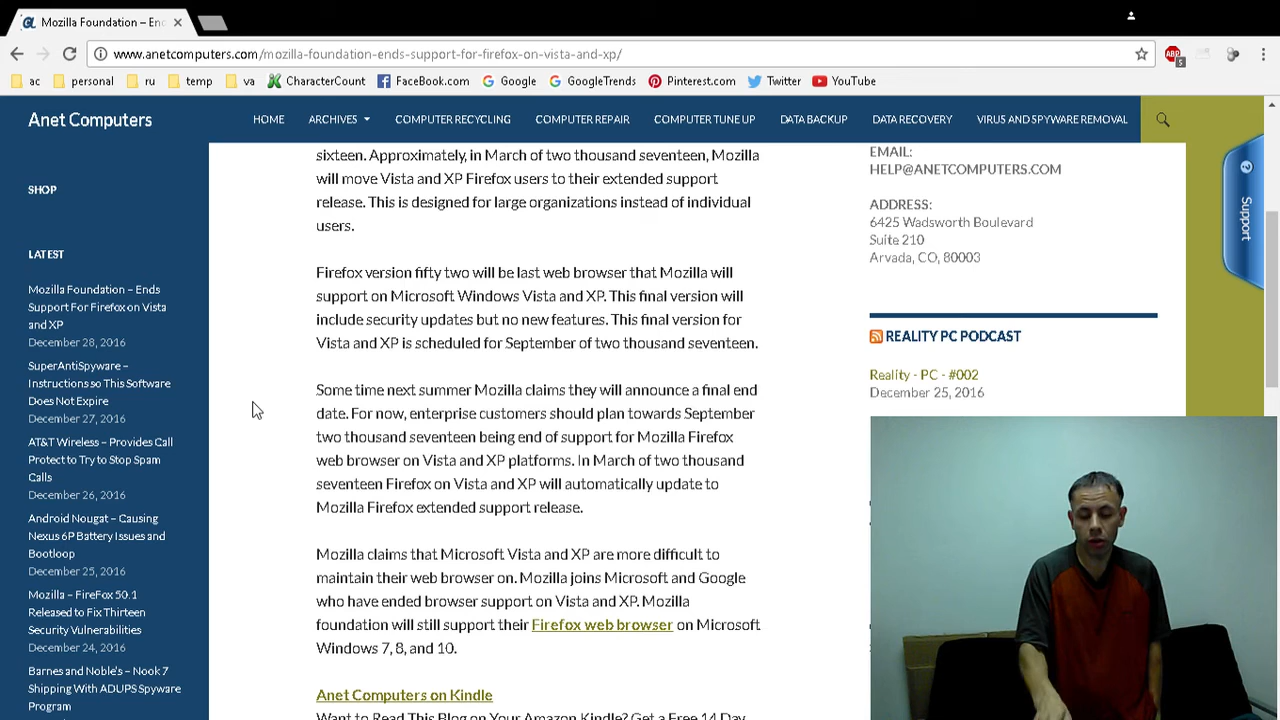 Mozilla Foundation – En
www.anetcomputers.com/mozilla-foundation-ends-support-for-firefox-on-vista-and-xp/
ABP
5
ac
personal
ru
temp
va
CharacterCount
FaceBook.com
Google
GoogleTrends
Pinterest.com
Twitter
YouTube
Anet Computers
HOME
ARCHIVES
COMPUTER RECYCLING
COMPUTER REPAIR
COMPUTER TUNE UP
DATA BACKUP
DATA RECOVERY
VIRUS AND SPYWARE REMOVAL
SHOP
LATEST
Mozilla Foundation – Ends
Support For Firefox on Vista
and XP
December 28, 2016
SuperAntiSpyware –
Instructions so This Software
Does Not Expire
December 27, 2016
AT&T Wireless – Provides Call
Protect to Try to Stop Spam
Calls
December 26, 2016
Android Nougat – Causing
Nexus 6P Battery Issues and
Bootloop
December 25, 2016
Mozilla – FireFox 50.1
Released to Fix Thirteen
Security Vulnerabilities
December 24, 2016
Barnes and Noble's – Nook 7
Shipping With ADUPS Spyware
Program
sixteen. Approximately, in March of two thousand seventeen, Mozilla
will move Vista and XP Firefox users to their extended support
release. This is designed for large organizations instead of individual
users.
Firefox version fifty two will be last web browser that Mozilla will
support on Microsoft Windows Vista and XP. This final version will
include security updates but no new features. This final version for
Vista and XP is scheduled for September of two thousand seventeen.
Some time next summer Mozilla claims they will announce a final end
date. For now, enterprise customers should plan towards September
two thousand seventeen being end of support for Mozilla Firefox
web browser on Vista and XP platforms. In March of two thousand
seventeen Firefox on Vista and XP will automatically update to
Mozilla Firefox extended support release.
Mozilla claims that Microsoft Vista and XP are more difficult to
maintain their web browser on. Mozilla joins Microsoft and Google
who have ended browser support on Vista and XP. Mozilla
foundation will still support their Firefox web browser on Microsoft
Windows 7, 8, and 10.
Anet Computers on Kindle
Want to Read This Blog on Your Amazon Kindle? Get a Free 14 Day
EMAIL:
HELP@ANETCOMPUTERS.COM
ADDRESS:
6425 Wadsworth Boulevard
Suite 210
Arvada, CO, 80003
REALITY PC PODCAST
Reality - PC - #002
December 25, 2016
Support